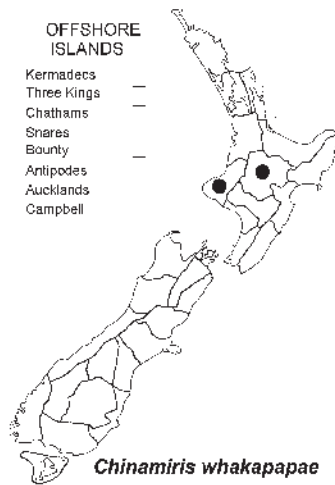 OFFSHORE
ISLANDS
Kermadecs
Three Kings
Chathams
Snares
Bounty
Antipodes
Aucklands
Campbell
Chinamiris whakapapae